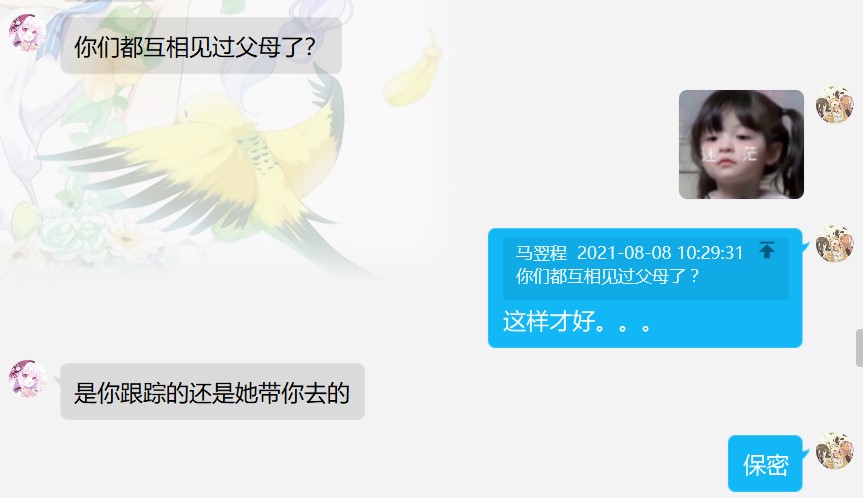 你们都互相见过父母了?
迷 茫
马翌程 2021-08-08 10:29:31
你们都互相见过父母了?
这样才好。。。
是你跟踪的还是她带你去的
保密